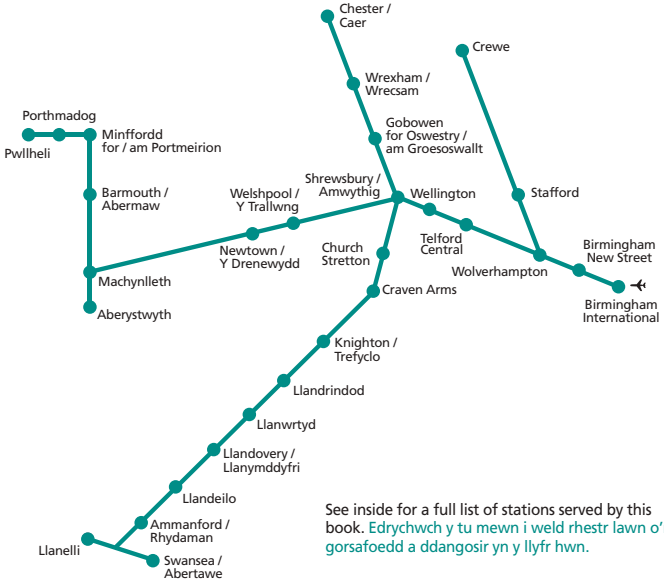 Chester /
Caer
Crewe
Wrexham /
Wrecsam
Porthmadog
Gobowen
for Oswestry /
am Groesoswallt
Minffordd
for / am Portmeirion
Pwllheli
Shrewsbury /
Amwythig
Wellington
Stafford
Barmouth /
Abermaw
Welshpool /
Y Trallwng
Telford
Central
Birmingham
New Street
Newtown /
Y Drenewydd
Church
Stretton
Wolverhampton
Machynlleth
Craven Arms
Birmingham
International
Aberystwyth
Knighton /
Trefyclo
Llandrindod
Llanwrtyd
Llandovery /
Llanymddyfri
Llandeilo
See inside for a full list of stations served by this
book. Edrychwch y tu mewn i weld rhestr lawn o'
gorsafoedd a ddangosir yn y llyfr hwn.
Ammanford /
Rhydaman
Llanelli
Swansea /
Abertawe